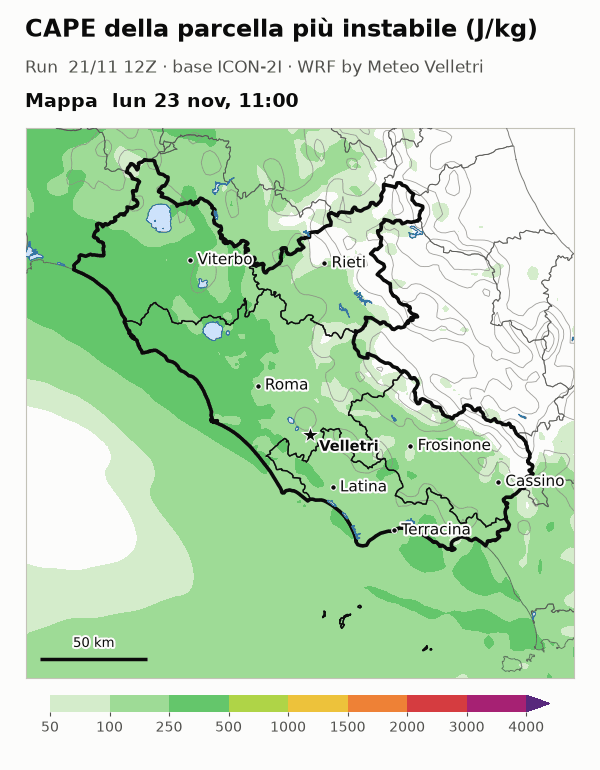 CAPE della parcella più instabile (J/kg)
Run  21/11 12Z · base ICON-2I · WRF by Meteo Velletri
Mappa  lun 23 nov, 11:00
Viterbo
Rieti
Roma
Velletri
Frosinone
Cassino
Latina
Terracina
50 km
50 100 250 500 1000 1500 2000 3000 4000